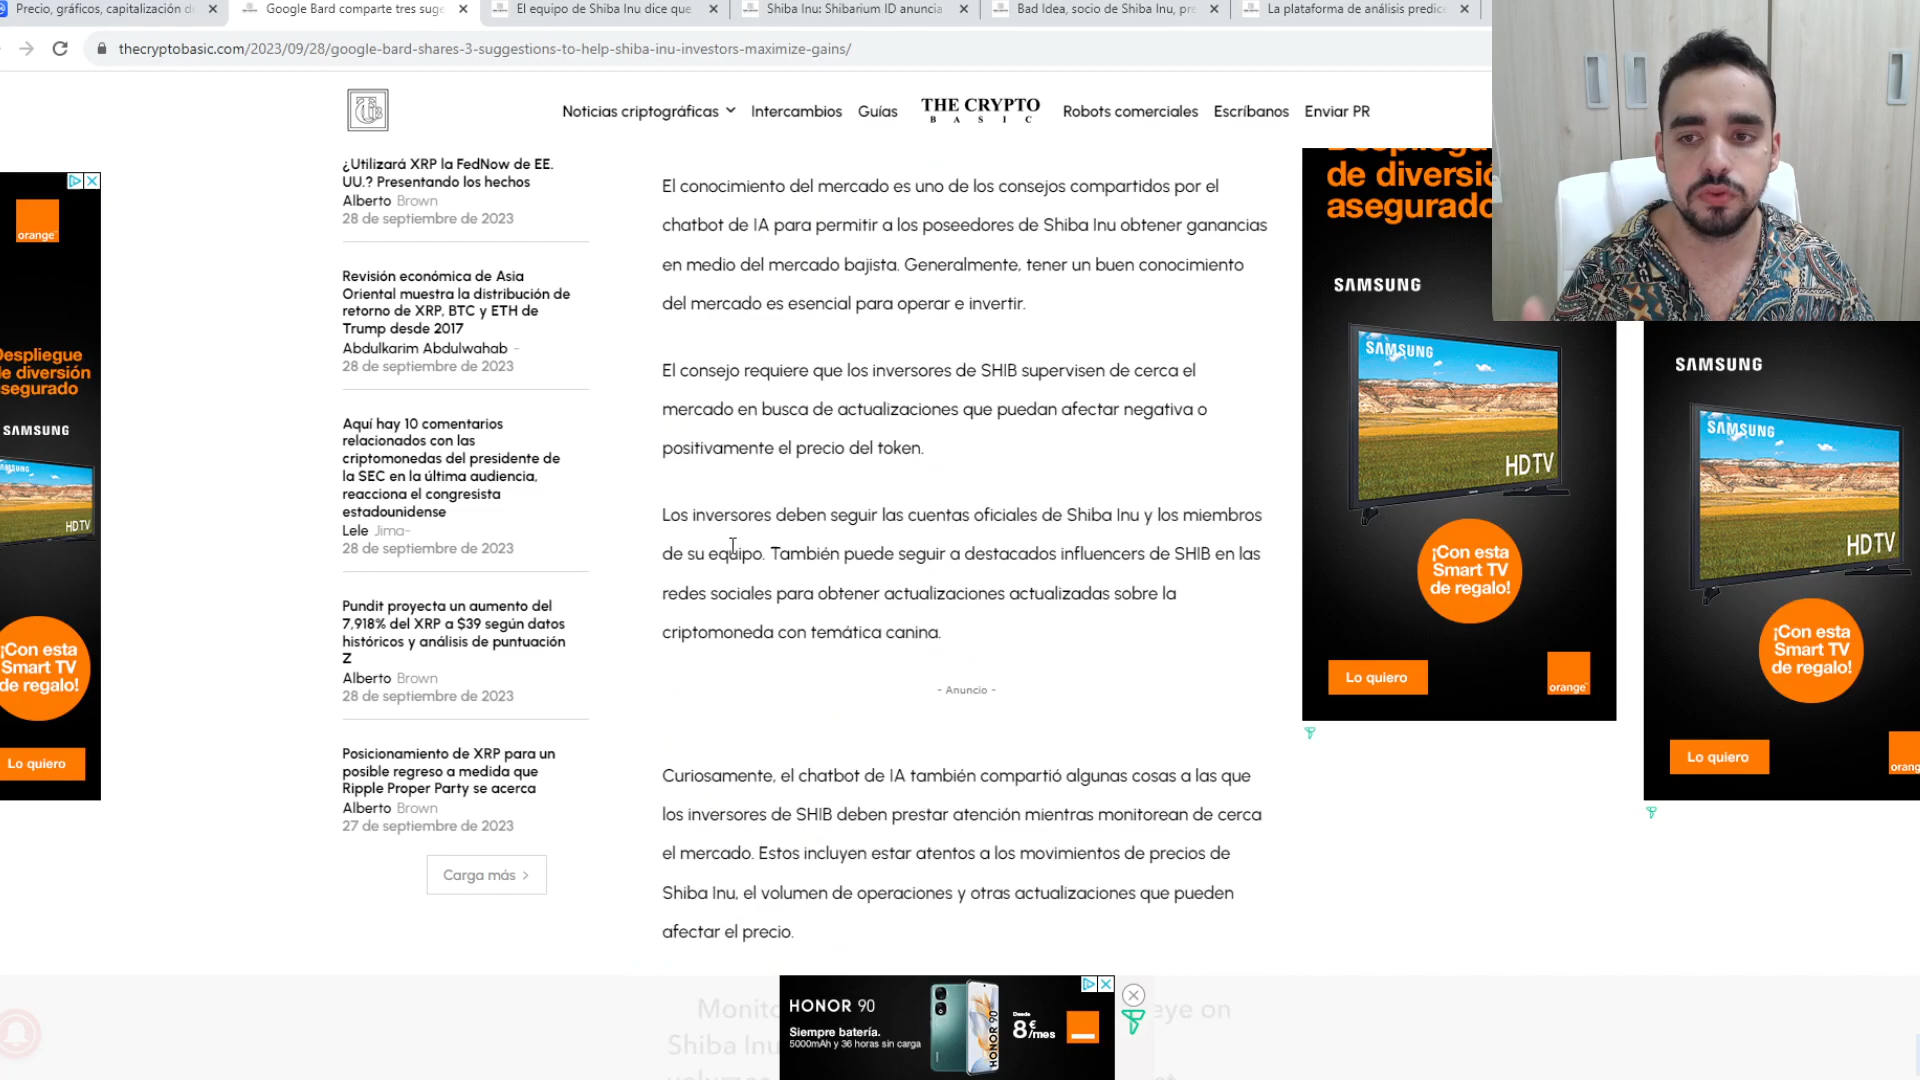 Precio, gráficos, capitalización d
Google Bard comparte tres suge
El equipo de Shiba Inu dice que
Shiba Inu: Shibarium ID anuncia
Bad Idea, socio de Shiba Inu, pre
La plataforma de análisis predice
thecryptobasic.com/2023/09/28/google-bard-shares-3-suggestions-to-help-shiba-inu-investors-maximize-gains/
Noticias criptográficas
Intercambios
Guías
THE CRYPTO
BASIC
Robots comerciales
Escríbanos
Enviar PR
¿Utilizará XRP la FedNow de EE.
UU.? Presentando los hechos
Alberto Brown
28 de septiembre de 2023
Revisión económica de Asia
Oriental muestra la distribución de
retorno de XRP, BTC y ETH de
Trump desde 2017
Abdulkarim Abdulwahab -
28 de septiembre de 2023
Aquí hay 10 comentarios
relacionados con las
criptomonedas del presidente de
la SEC en la última audiencia,
reacciona el congresista
estadounidense
Lele Jima-
28 de septiembre de 2023
Pundit proyecta un aumento del
7,918% del XRP a $39 según datos
históricos y análisis de puntuación
Z
Alberto Brown
28 de septiembre de 2023
Posicionamiento de XRP para un
posible regreso a medida que
Ripple Proper Party se acerca
Alberto Brown
27 de septiembre de 2023
Carga más >
El conocimiento del mercado es uno de los consejos compartidos por el
chatbot de IA para permitir a los poseedores de Shiba Inu obtener ganancias
en medio del mercado bajista. Generalmente, tener un buen conocimiento
del mercado es esencial para operar e invertir.
El consejo requiere que los inversores de SHIB supervisen de cerca el
mercado en busca de actualizaciones que puedan afectar negativa o
positivamente el precio del token.
Los inversores deben seguir las cuentas oficiales de Shiba Inu y los miembros
de su equipo. También puede seguir a destacados influencers de SHIB en las
redes sociales para obtener actualizaciones actualizadas sobre la
criptomoneda con temática canina.
- Anuncio -
Curiosamente, el chatbot de IA también compartió algunas cosas a las que
los inversores de SHIB deben prestar atención mientras monitorean de cerca
el mercado. Estos incluyen estar atentos a los movimientos de precios de
Shiba Inu, el volumen de operaciones y otras actualizaciones que pueden
afectar el precio.
orange
Despliegue
de diversión
asegurado
SAMSUNG
SAMSUNG
HDTV
¡Con esta
Smart TV
de regalo!
Lo quiero
Despliegu
de diversió
asegurado
SAMSUNG
SAMSUNG
HDTV
¡Con esta
Smart TV
de regalo!
Lo quiero
orange
SAMSUNG
SAMSUNG
HDTV
¡Con esta
Smart TV
de regalo!
Lo quiero
orang
Monito
eye on
Shiba Inu
HONOR 90
Siempre batería.
5000mAh y 36 horas sin carga
HONOR 90
Desde
8€/mes